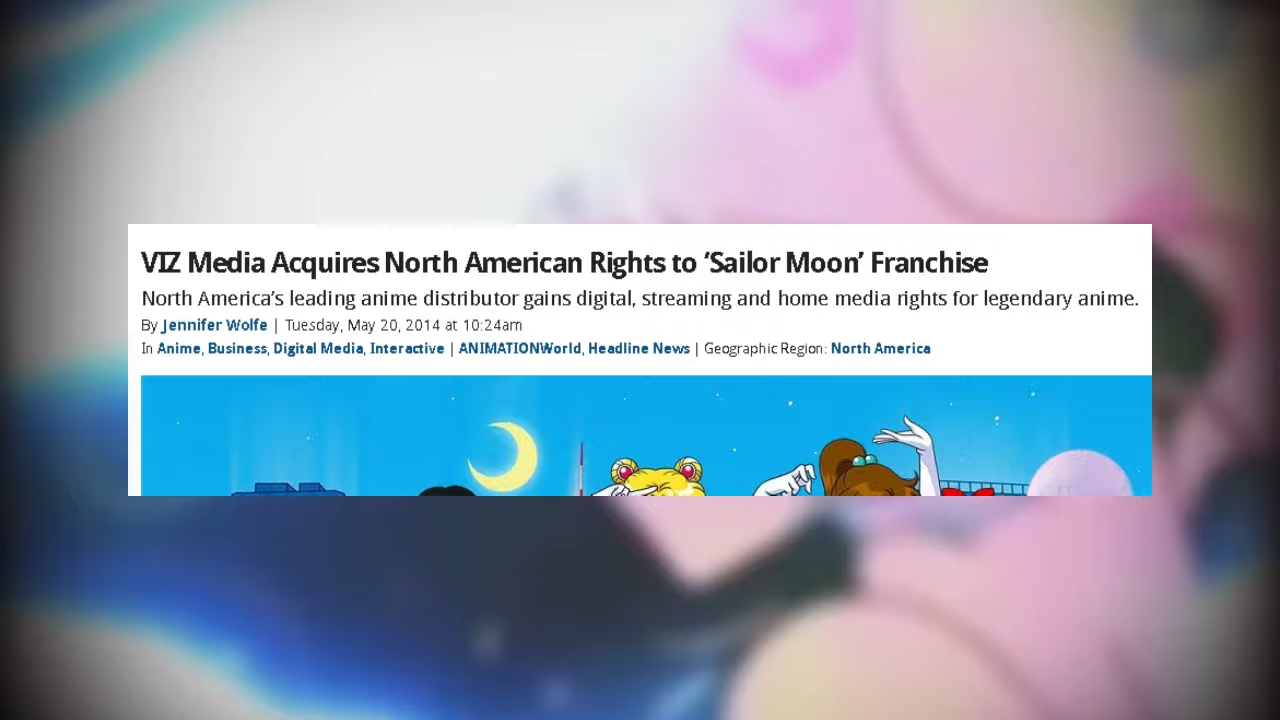 VIZ Media Acquires North American Rights to ‘Sailor Moon’ Franchise
North America’s leading anime distributor gains digital, streaming and home media rights for legendary anime.
By Jennifer Wolfe | Tuesday, May 20, 2014 at 10:24am
In Anime, Business, Digital Media, Interactive | ANIMATIONWorld, Headline News | Geographic Region: North America